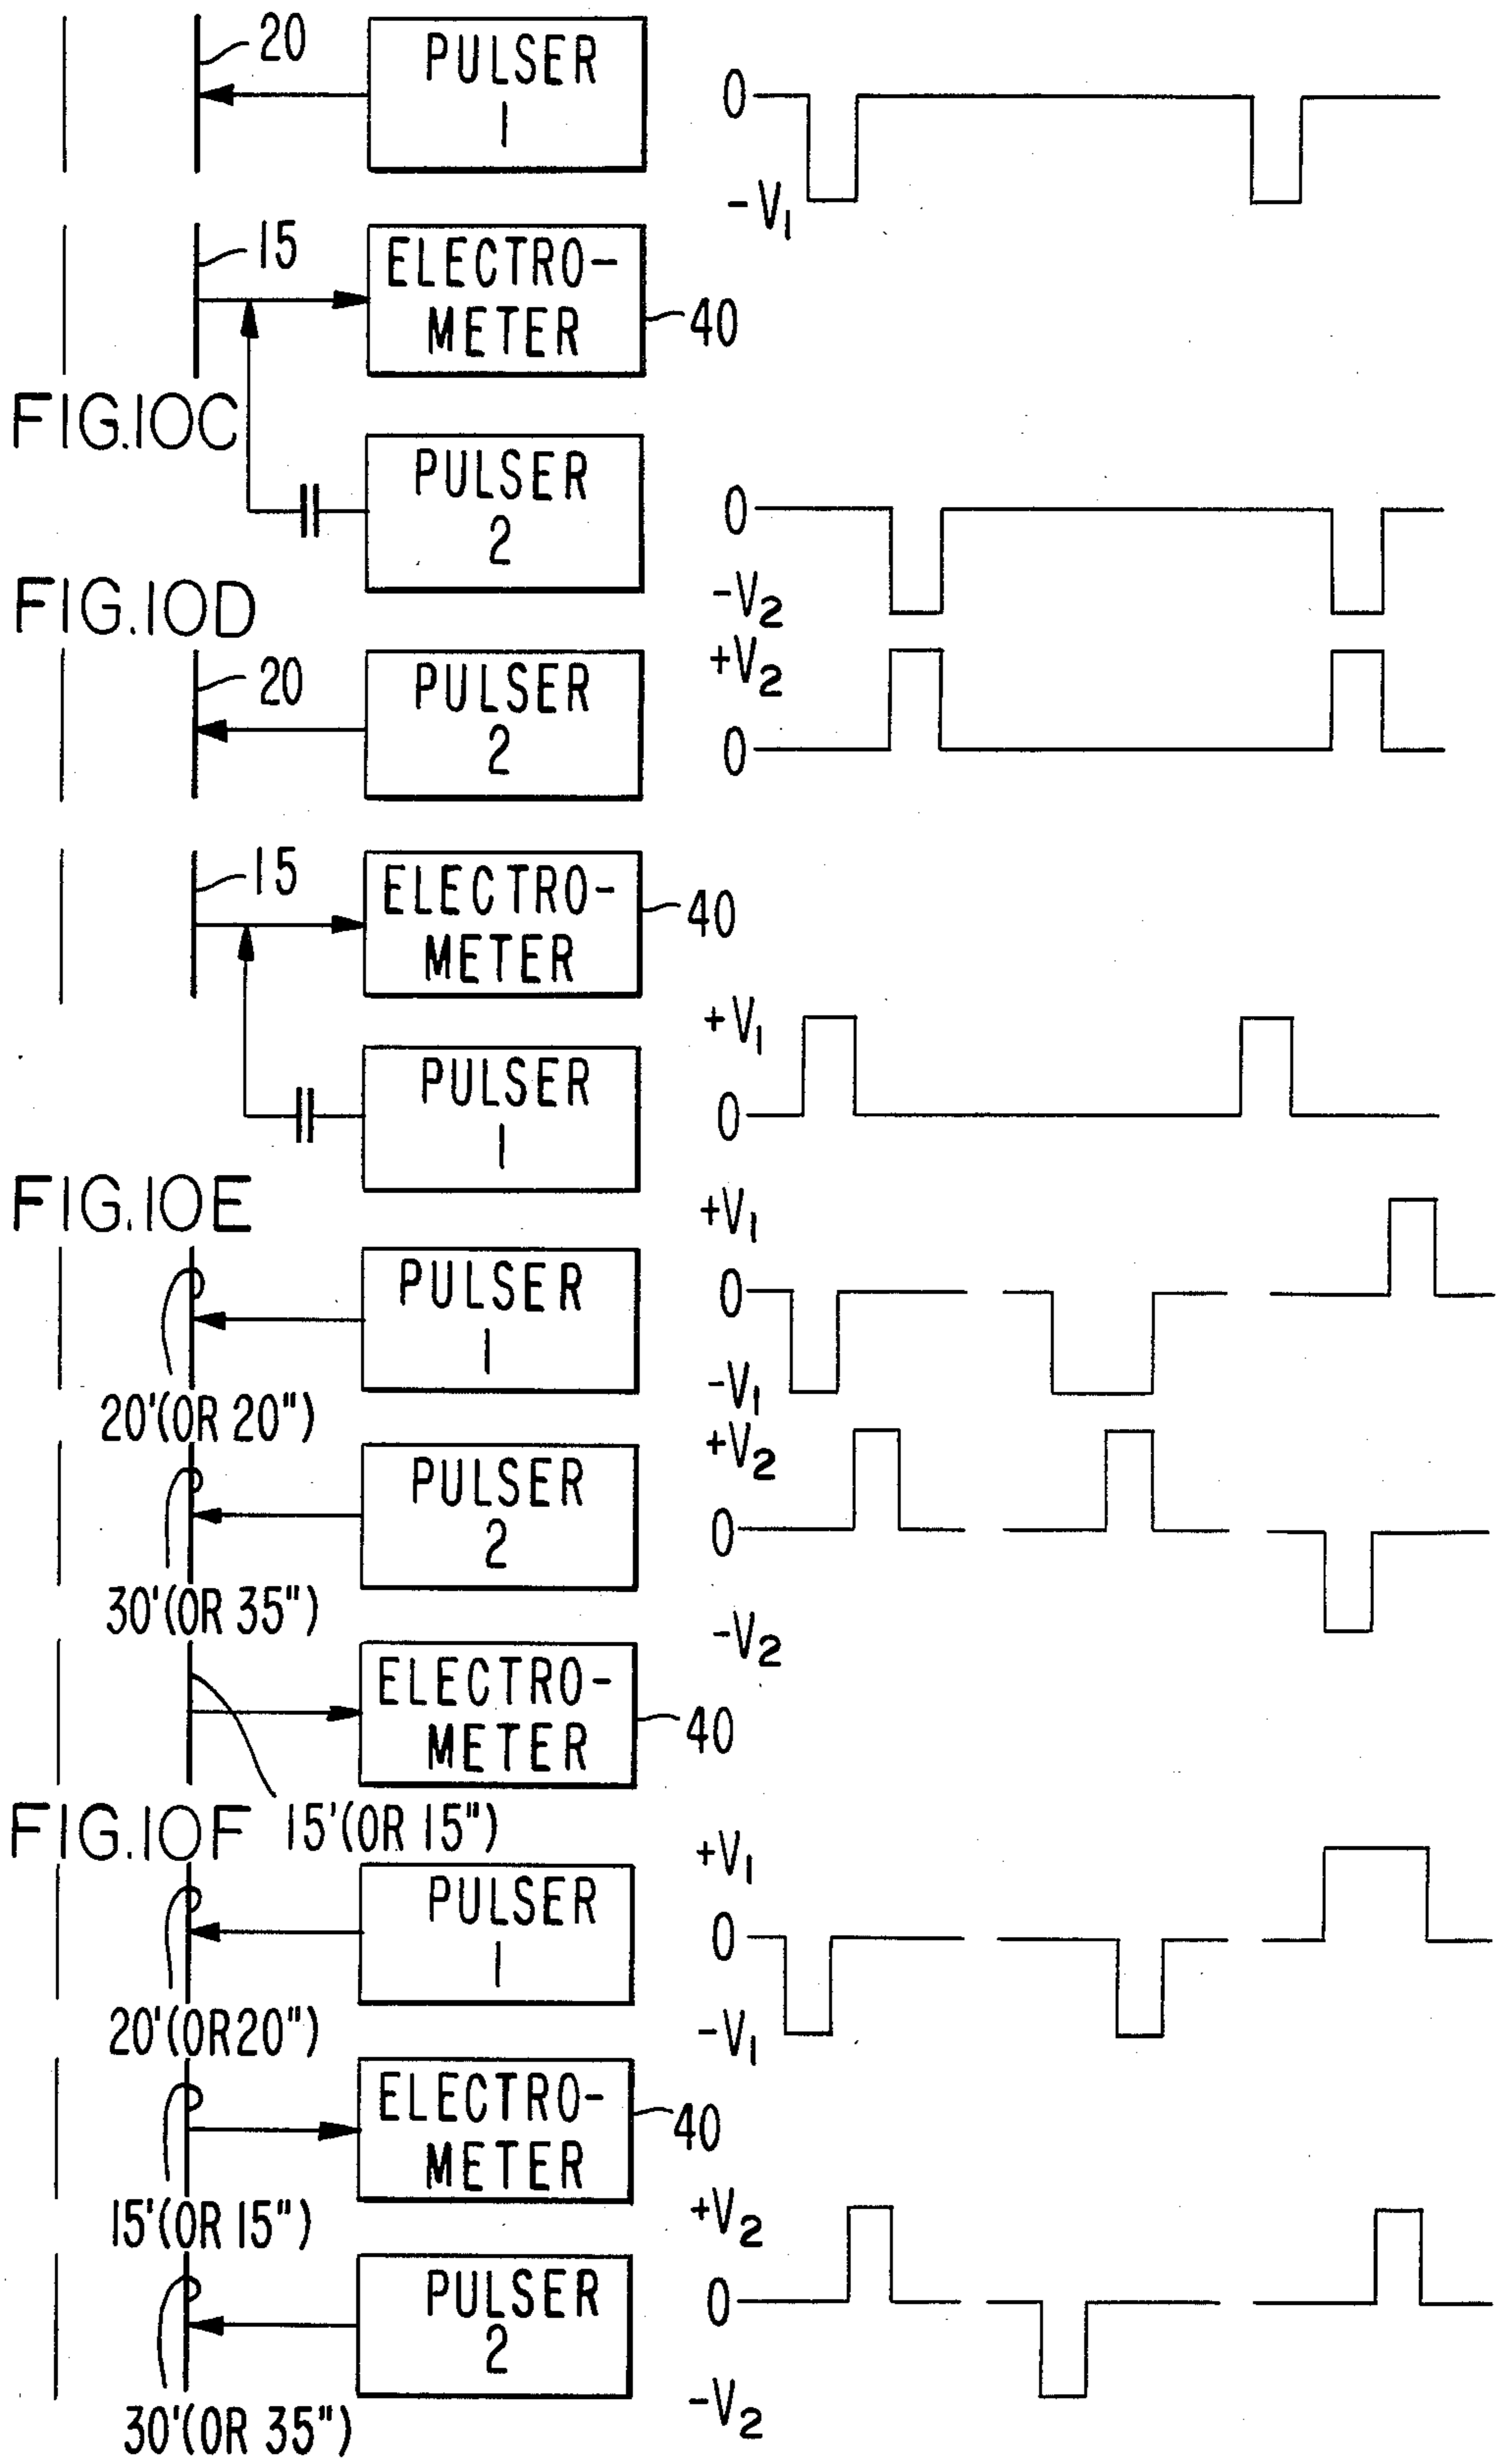 20
PULSER
1
0
-V1
15
ELECTRO-
METER
40
FIG.10C
PULSER
2
0
-V2
FIG.10D
+V2
20
PULSER
2
0
15
ELECTRO-
METER
40
+V1
PULSER
1
0
FIG.10E
+V1
PULSER
1
0
-V1
20'(OR 20")
+V2
PULSER
2
0
30'(OR 35")
-V2
ELECTRO-
METER
40
FIG.10F
15'(OR 15")
+V1
PULSER
1
0
-V1
20'(OR20")
ELECTRO-
METER
40
15'(OR 15")
+V2
PULSER
2
0
-V2
30'(OR 35")